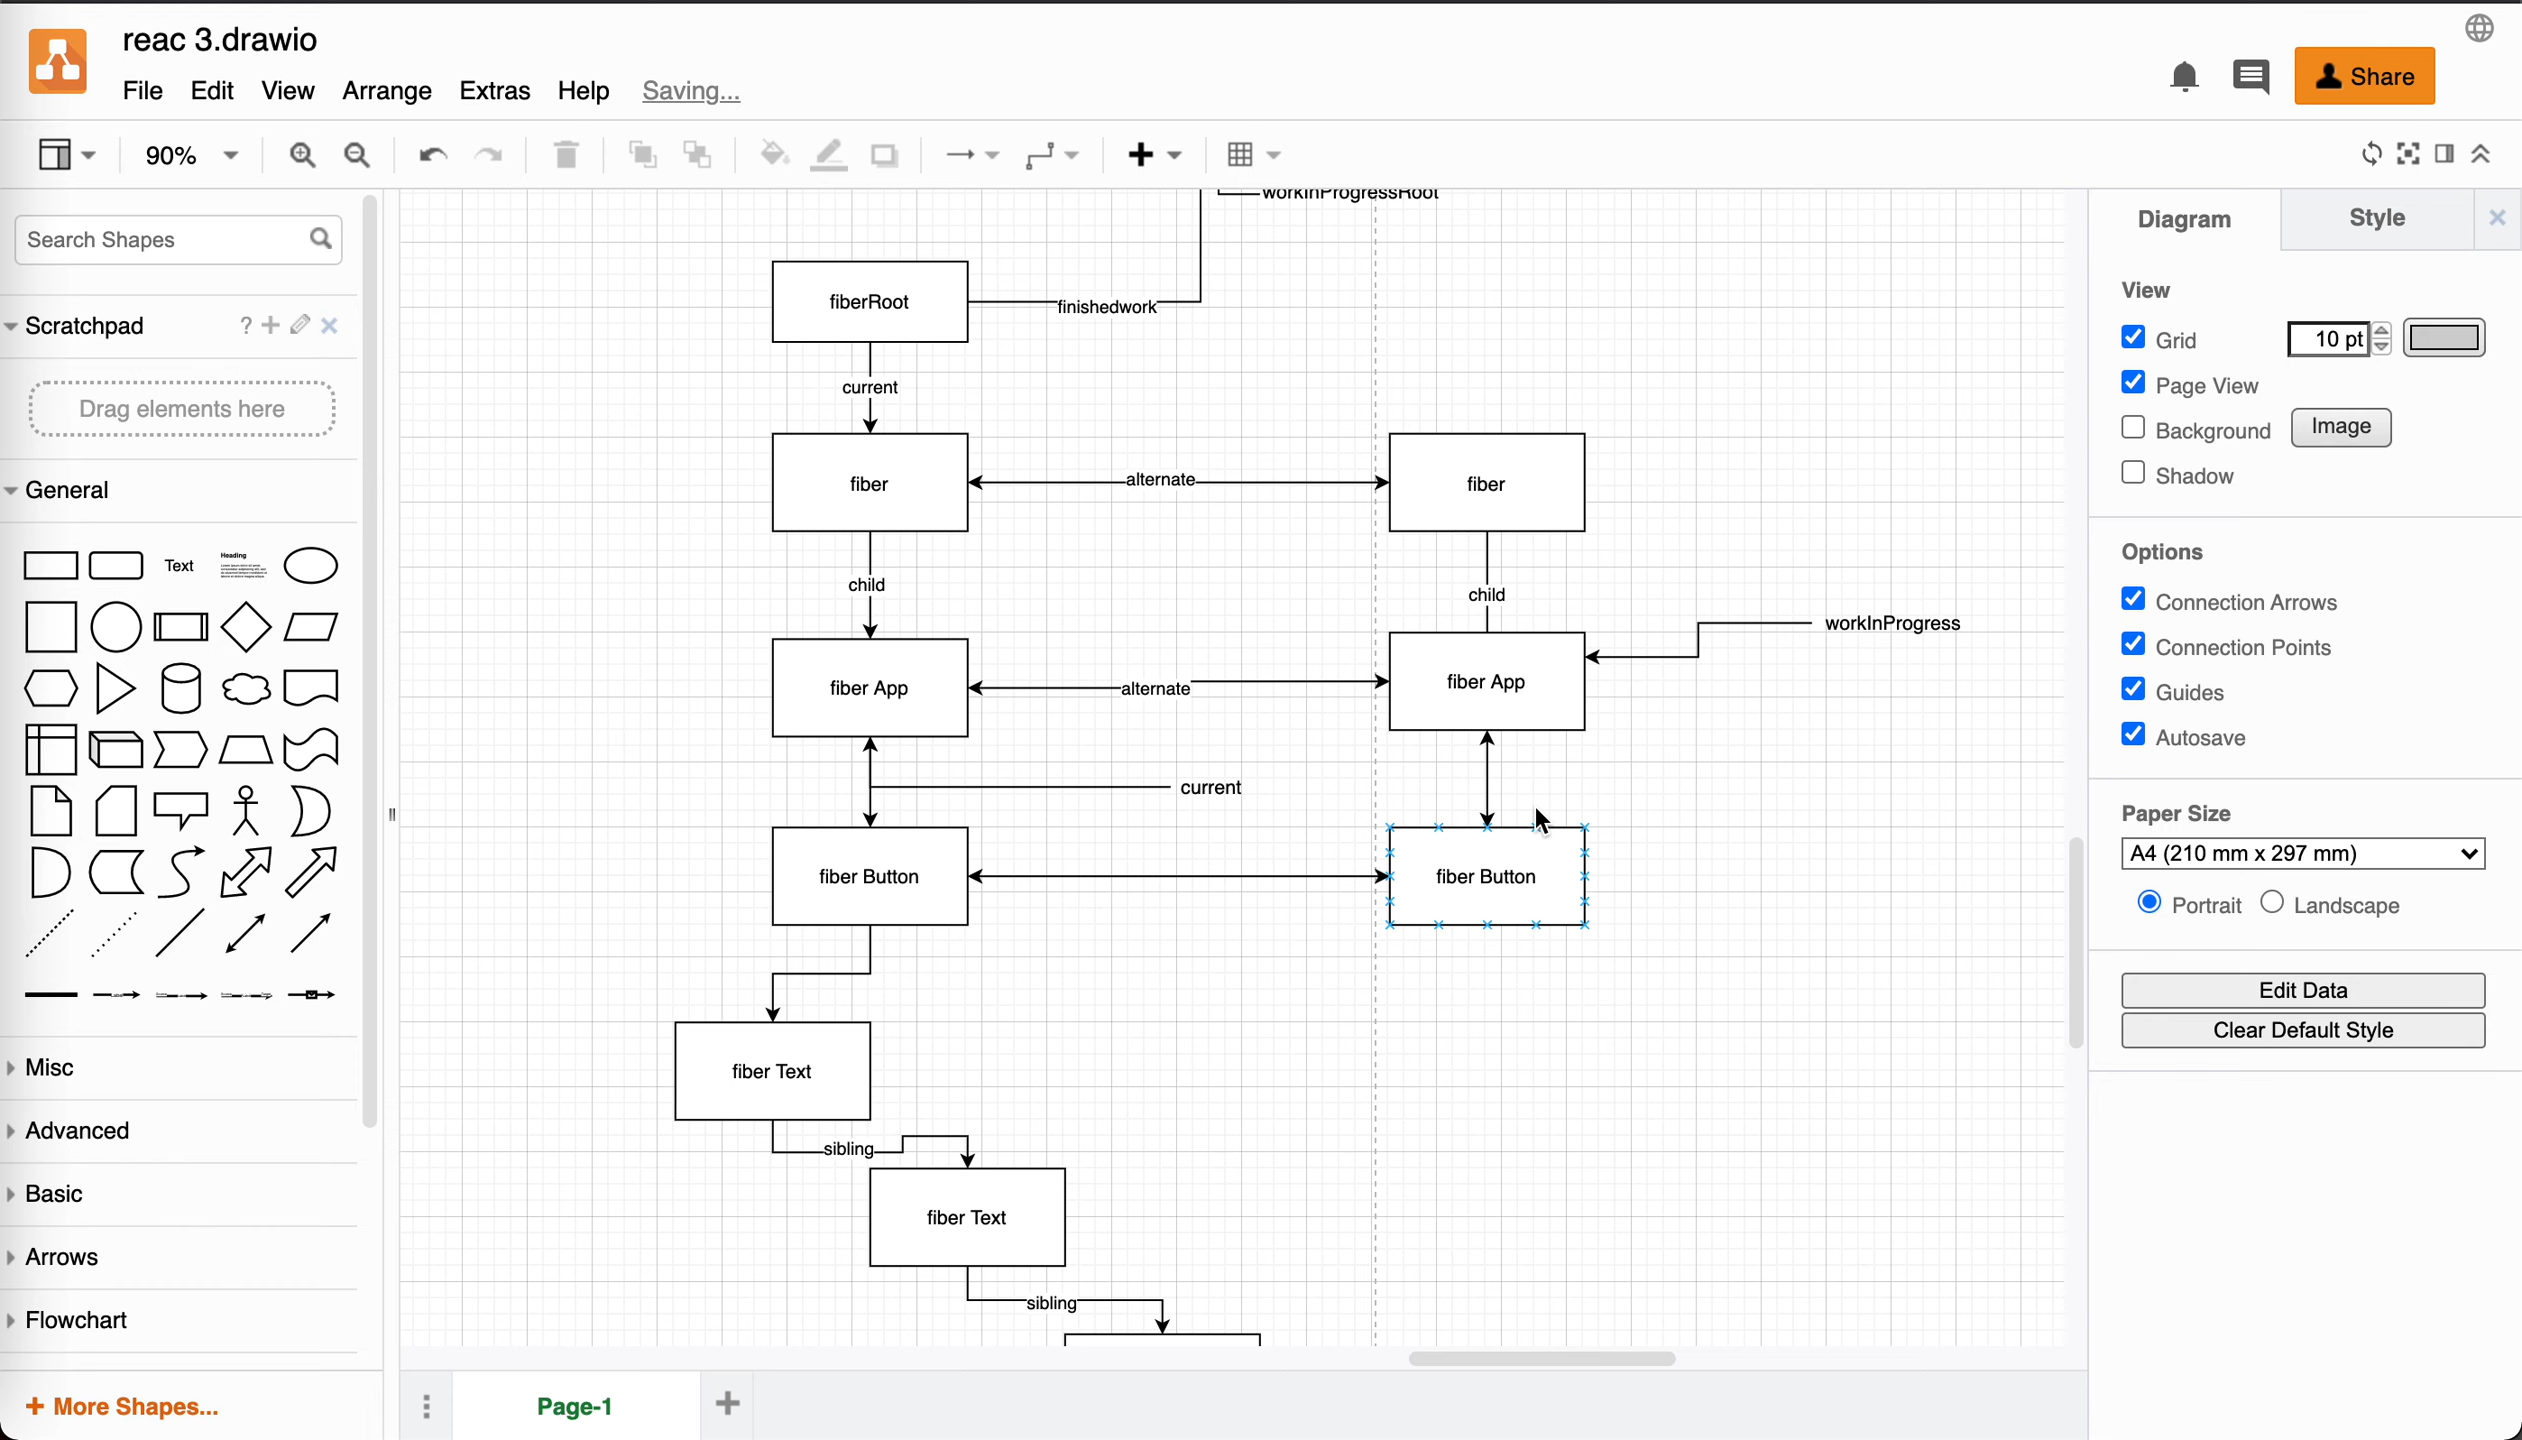 reac 3.drawio
File Edit View Arrange Extras Help Saving...
Share
90%
Search Shapes
Scratchpad ?
Drag elements here
General
Text
Heading
Misc
Advanced
Basic
Arrows
Flowchart
+ More Shapes...
workInProgressRoot
fiberRoot
finishedwork
current
fiber
alternate
fiber
child
child
workInProgress
fiber App
alternate
fiber App
current
fiber Button
fiber Button
fiber Text
sibling
fiber Text
sibling
Page-1
Diagram Style
View
Grid 10 pt
Page View
Background Image
Shadow
Options
Connection Arrows
Connection Points
Guides
Autosave
Paper Size
A4 (210 mm x 297 mm)
Portrait Landscape
Edit Data
Clear Default Style